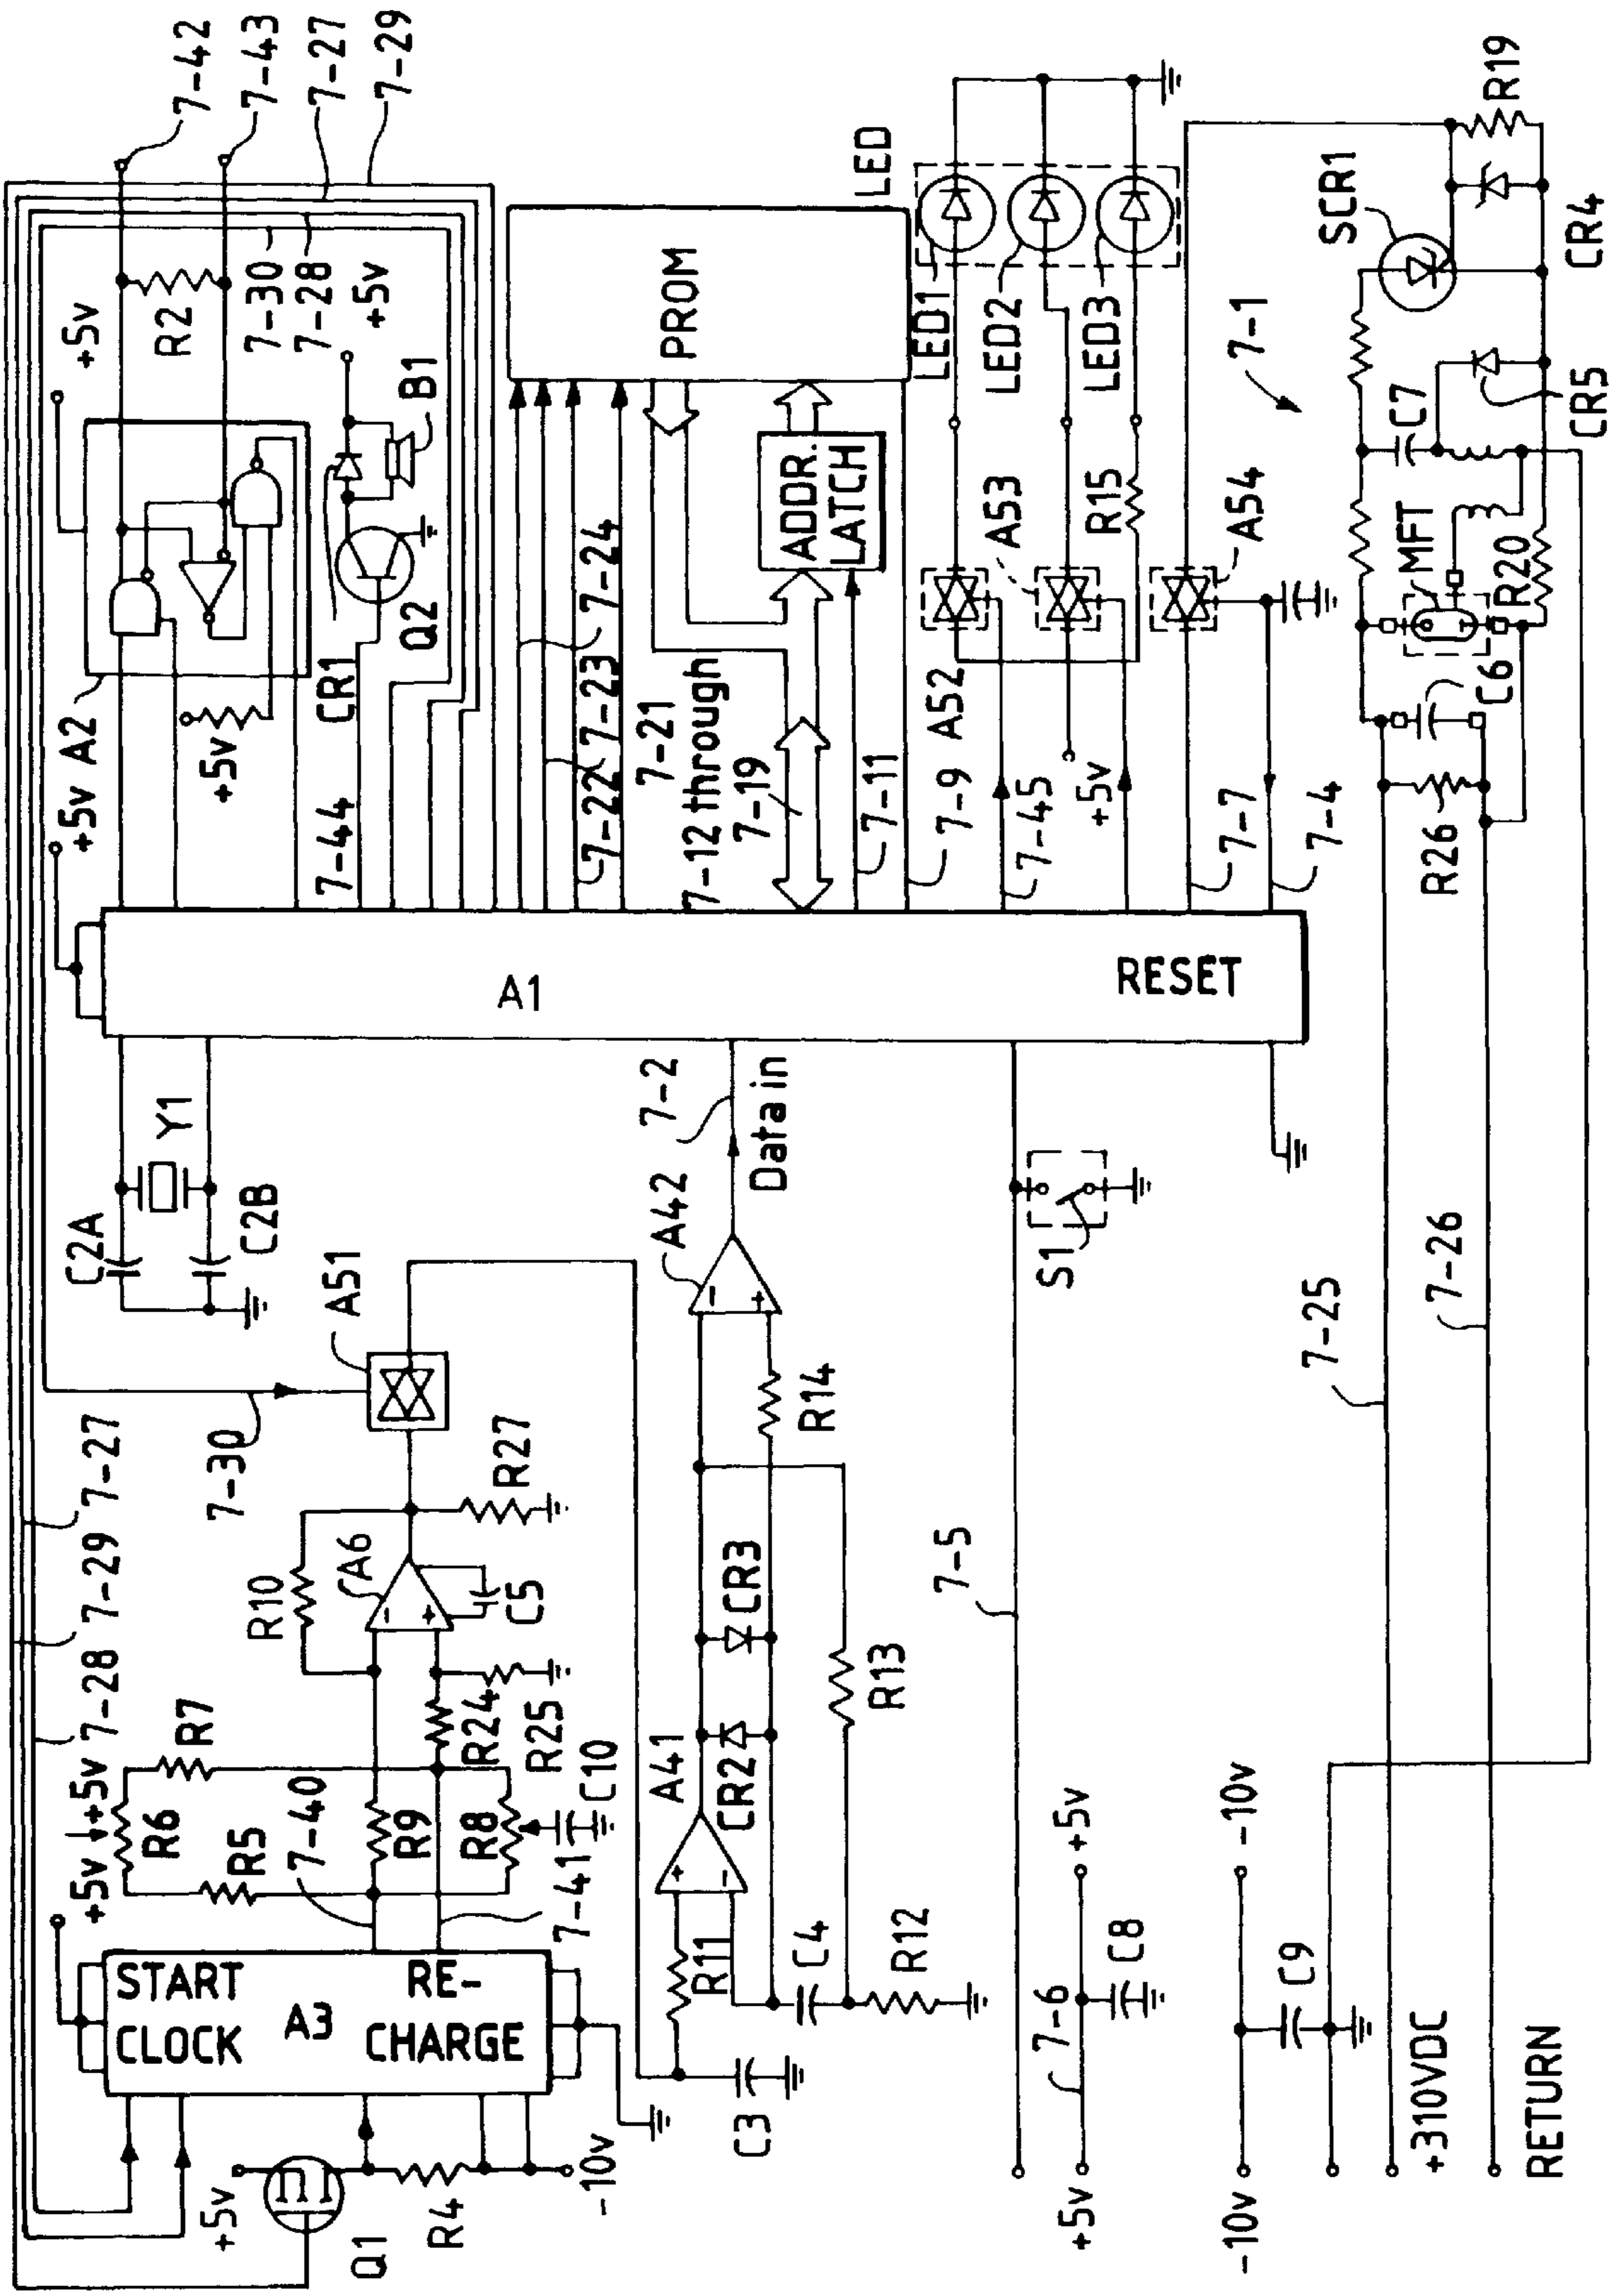 7-42
7-43
7-27
7-29
+5v
R2
7-30
7-28
+5v
B1
+5v
A2
+5v
CR1
Q2
7-44
PROM
7-24
7-23
7-22
7-21
7-12 through
7-19
ADDR.
LATCH
7-11
7-9
LED
LED1
LED2
LED3
A52
A53
R15
A54
7-45
+5v
7-7
7-4
7-1
SCR1
R19
CR4
CR5
C7
MFT
R20
C6
R26
A1
RESET
C2A
Y1
C2B
A51
7-30
7-27
7-29
7-28
7-2
Data in
A42
R14
R27
R10
A6
C5
R7
+5v
+5v
R6
R5
7-40
R9
R8
R24
R25
C10
7-41
A41
CR2
CR3
R13
START
CLOCK
A3
RE-
CHARGE
R11
C4
R12
C3
+5v
Q1
R4
-10v
S1
7-5
7-6
+5v
+5v
C8
-10v
-10v
C9
7-25
7-26
+310VDC
RETURN